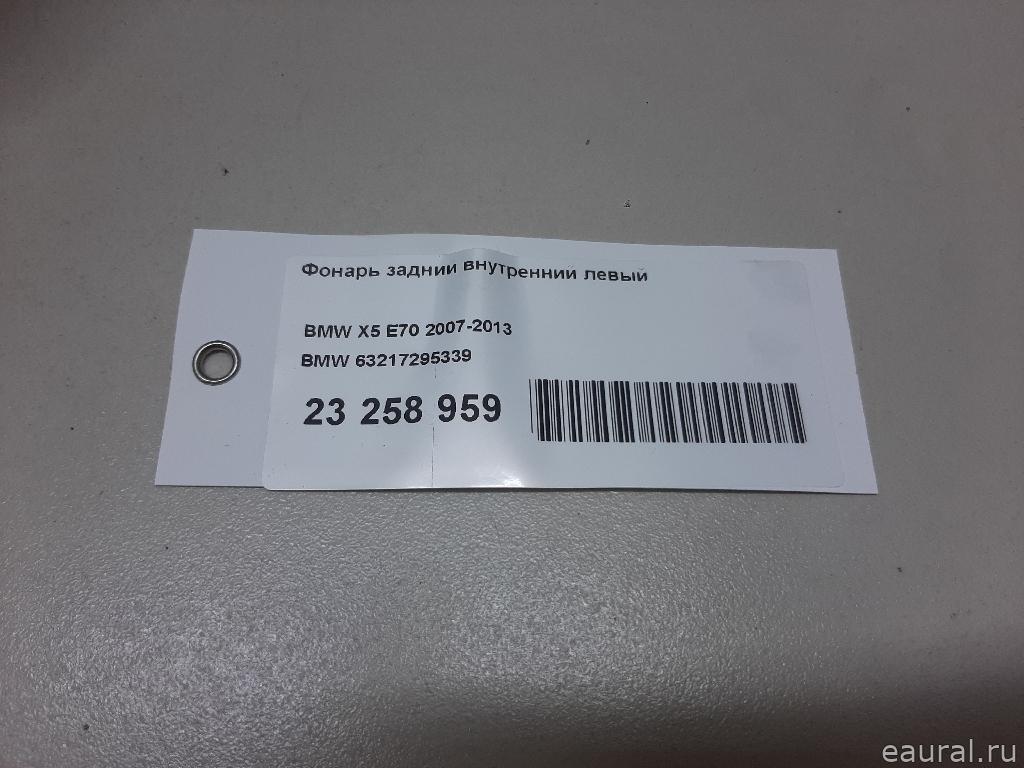 Фонарь задний внутренний левый
BMW X5 E70 2007-2013
BMW 63217295339
23 258 959
eaural.ru